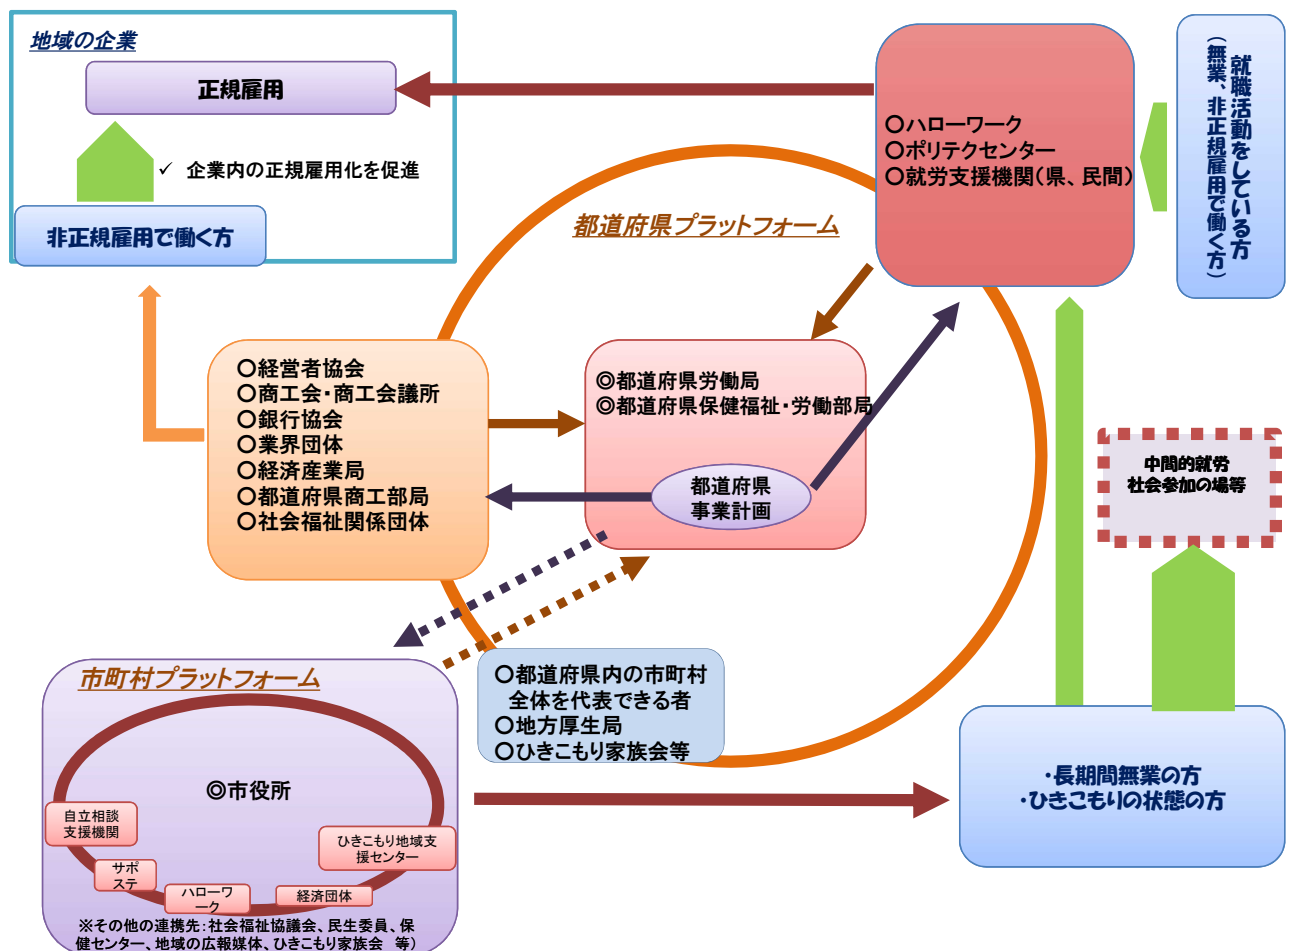 地域の企業
正規雇用
✓ 企業内の正規雇用化を促進
非正規雇用で働く方
都道府県プラットフォーム
○ハローワーク
○ポリテクセンター
○就労支援機関(県、民間)
就職活動をしている方
(無業、非正規雇用で働く方)
○経営者協会
○商工会・商工会議所
○銀行協会
○業界団体
○経済産業局
○都道府県商工部局
○社会福祉関係団体
◎都道府県労働局
◎都道府県保健福祉・労働部局
都道府県
事業計画
中間的就労
社会参加の場等
○都道府県内の市町村
全体を代表できる者
○地方厚生局
○ひきこもり家族会等
市町村プラットフォーム
◎市役所
自立相談
支援機関
サポ
ステ
ハローワ
ーク
経済団体
ひきこもり地域支
援センター
※その他の連携先:社会福祉協議会、民生委員、保
健センター、地域の広報媒体、ひきこもり家族会 等)
・長期間無業の方
・ひきこもりの状態の方